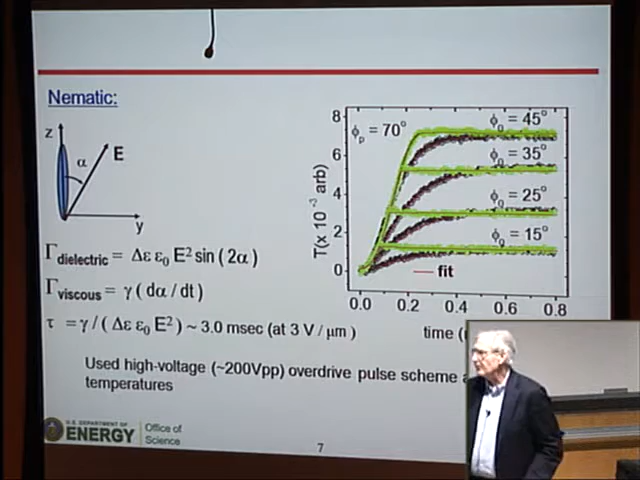 Nematic:
z
α
E
y
Γdielectric = Δε ε0 E² sin ( 2α )
Γviscous = γ ( dα / dt )
τ = γ / ( Δε ε0 E² ) ~ 3.0 msec (at 3 V / μm )
Used high-voltage (~200Vpp) overdrive pulse scheme
temperatures
T(x 10⁻³ arb)
8
6
4
2
0
ϕp = 70°
ϕ0 = 45°
ϕ0 = 35°
ϕ0 = 25°
ϕ0 = 15°
fit
0.0 0.2 0.4 0.6 0.8
time (
U.S. DEPARTMENT OF
ENERGY
Office of
Science
7